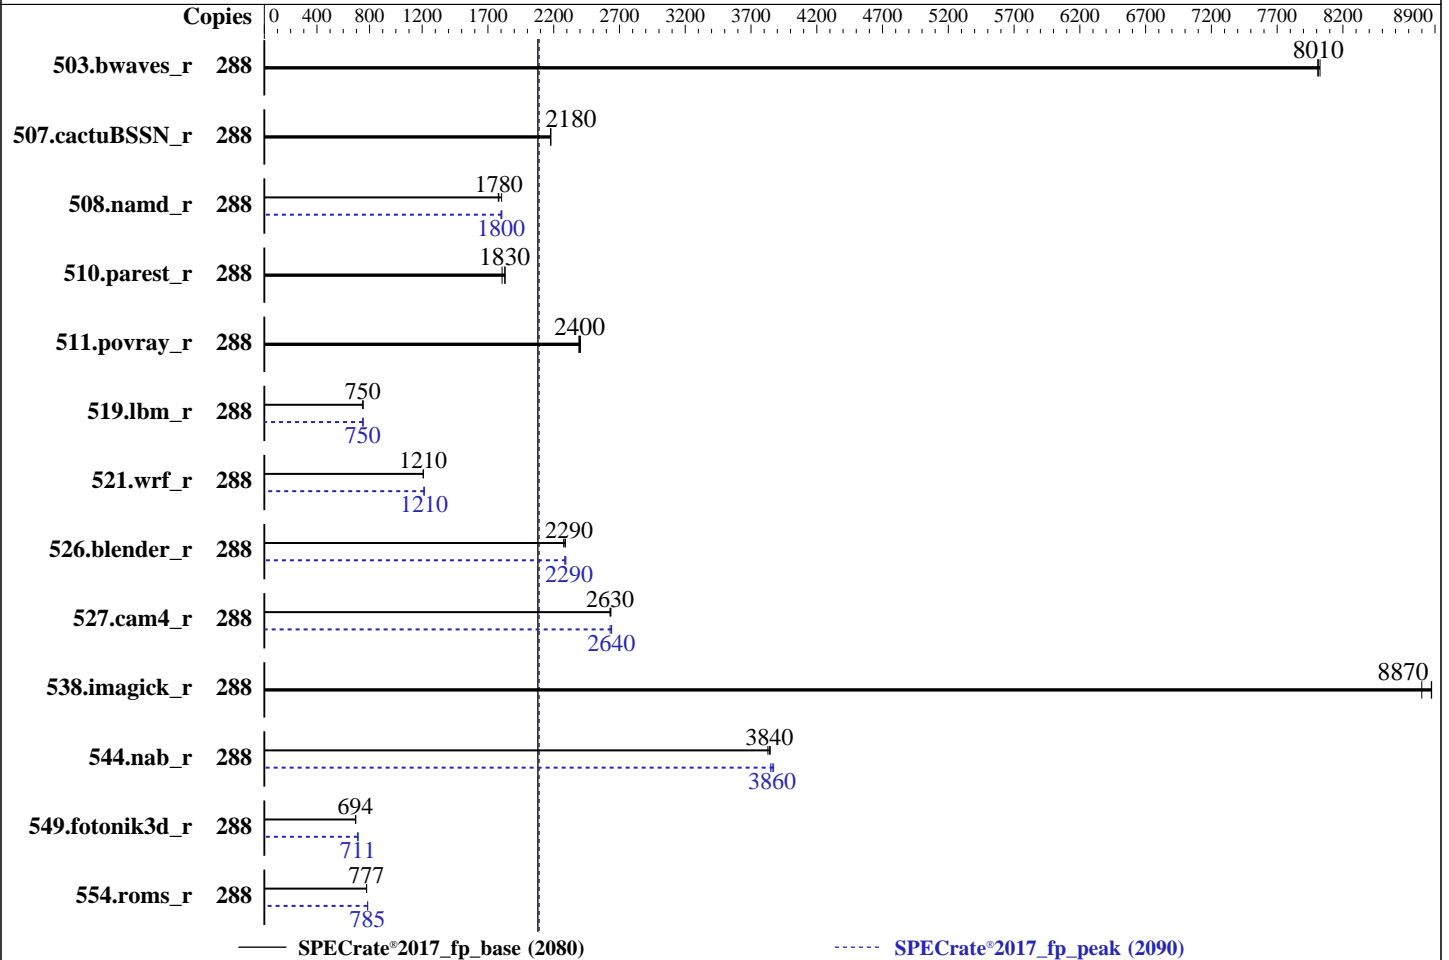 Copies 0 400 800 1200 1700 2200 2700 3200 3700 4200 4700 5200 5700 6200 6700 7200 7700 8200 8900
503.bwaves_r 288 8010
507.cactuBSSN_r 288 2180
508.namd_r 288 1780
1800
510.parest_r 288 1830
511.povray_r 288 2400
519.lbm_r 288 750
750
521.wrf_r 288 1210
1210
526.blender_r 288 2290
2290
527.cam4_r 288 2630
2640
538.imagick_r 288 8870
544.nab_r 288 3840
3860
549.fotonik3d_r 288 694
711
554.roms_r 288 777
785
SPECrate®2017_fp_base (2080) SPECrate®2017_fp_peak (2090)